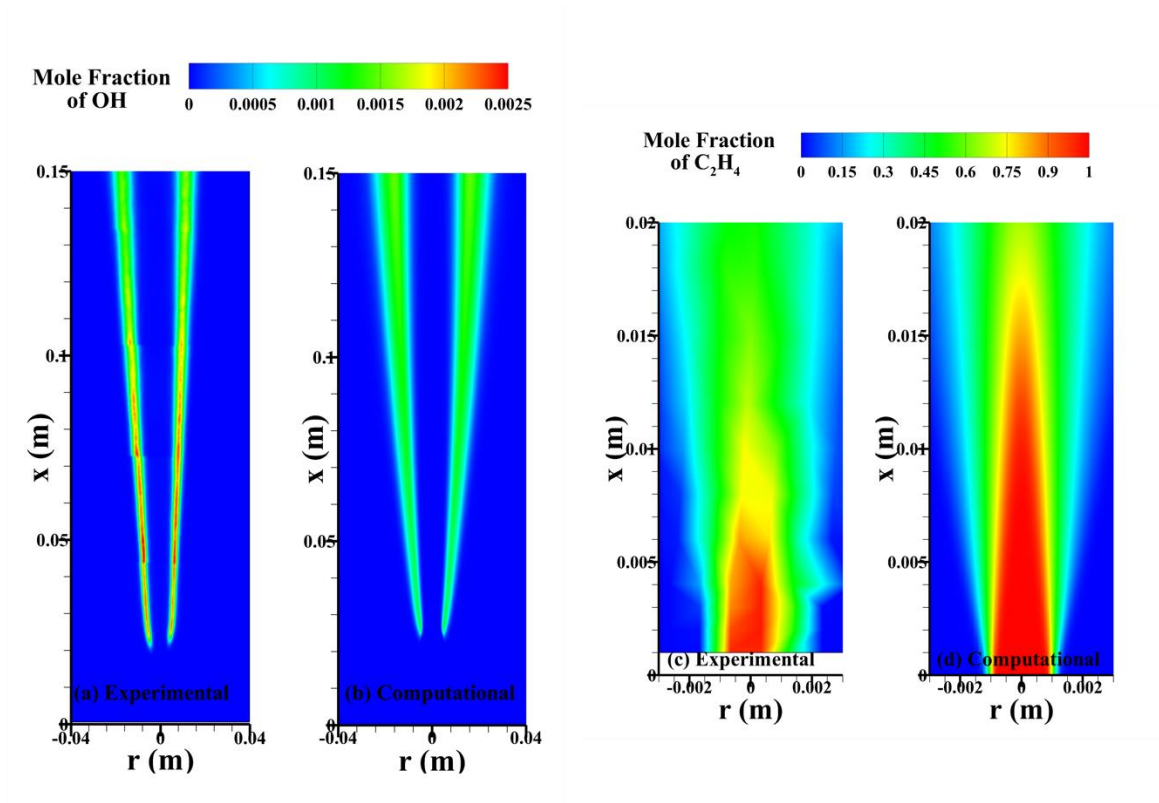 Mole Fraction
of OH
0 0.0005 0.001 0.0015 0.002 0.0025
Mole Fraction
of C₂H₄
0 0.15 0.3 0.45 0.6 0.75 0.9 1
0.15
0.1
0.05
0
x (m)
(a) Experimental
-0.04 0 0.04
r (m)
0.15
0.1
0.05
0
x (m)
(b) Computational
-0.04 0 0.04
r (m)
0.02
0.015
0.01
0.005
0
x (m)
(c) Experimental
-0.002 0 0.002
r (m)
0.02
0.015
0.01
0.005
0
x (m)
(d) Computational
-0.002 0 0.002
r (m)